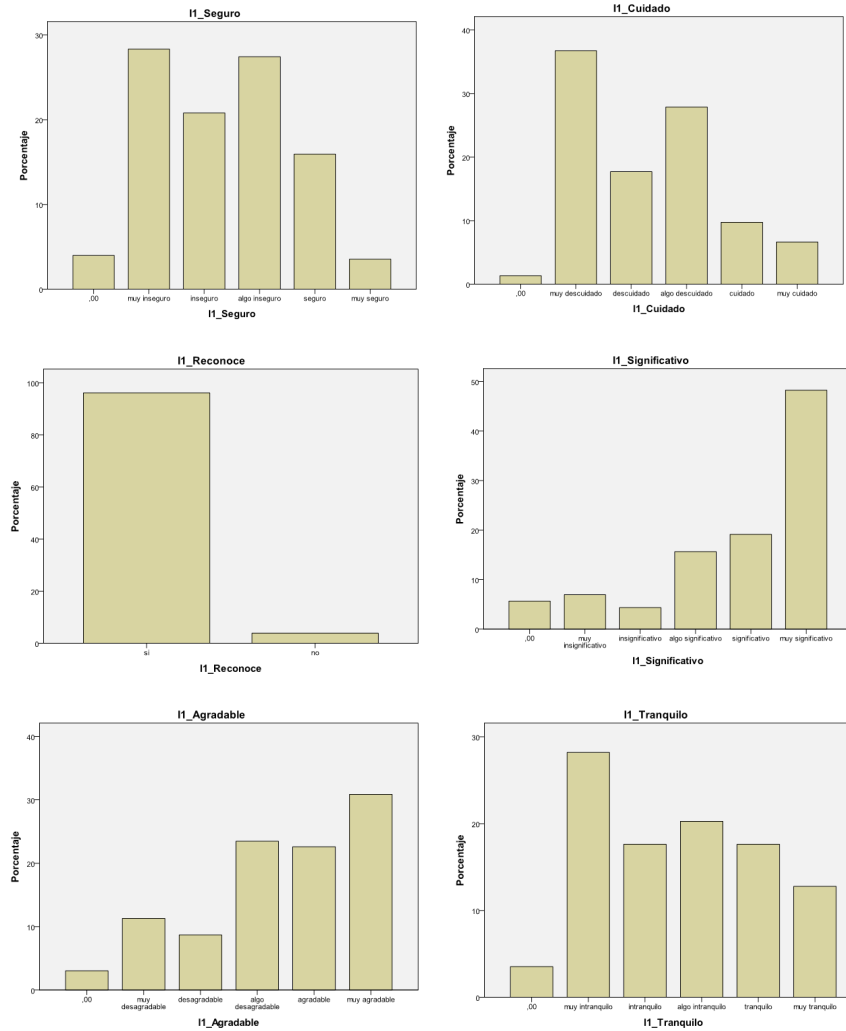 I1_Seguro
Porcentaje
30
20
10
0
,00
muy inseguro
inseguro
algo inseguro
seguro
muy seguro
I1_Seguro
I1_Cuidado
Porcentaje
40
30
20
10
0
,00
muy descuidado
descuidado
algo descuidado
cuidado
muy cuidado
I1_Cuidado
I1_Reconoce
Porcentaje
100
80
60
40
20
0
si
no
I1_Reconoce
I1_Significativo
Porcentaje
50
40
30
20
10
0
,00
muy
insignificativo
insignificativo
algo significativo
significativo
muy significativo
I1_Significativo
I1_Agradable
Porcentaje
40
30
20
10
0
,00
muy
desagradable
desagradable
algo
desagradable
agradable
muy agradable
I1_Agradable
I1_Tranquilo
Porcentaje
30
20
10
0
,00
muy intranquilo
intranquilo
algo intranquilo
tranquilo
muy tranquilo
I1_Tranquilo